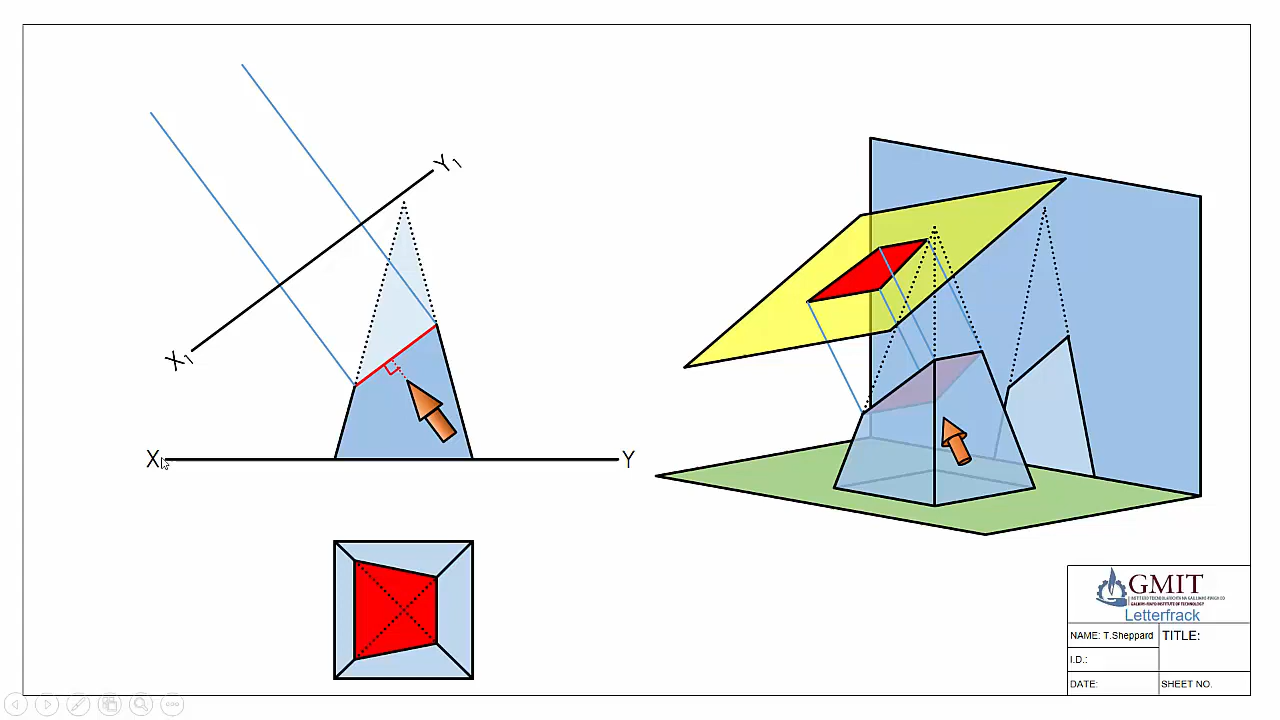 Y₁
X₁
X
Y
GMIT
Letterfrack
NAME: T.Sheppard
TITLE:
I.D.:
DATE:
SHEET NO.